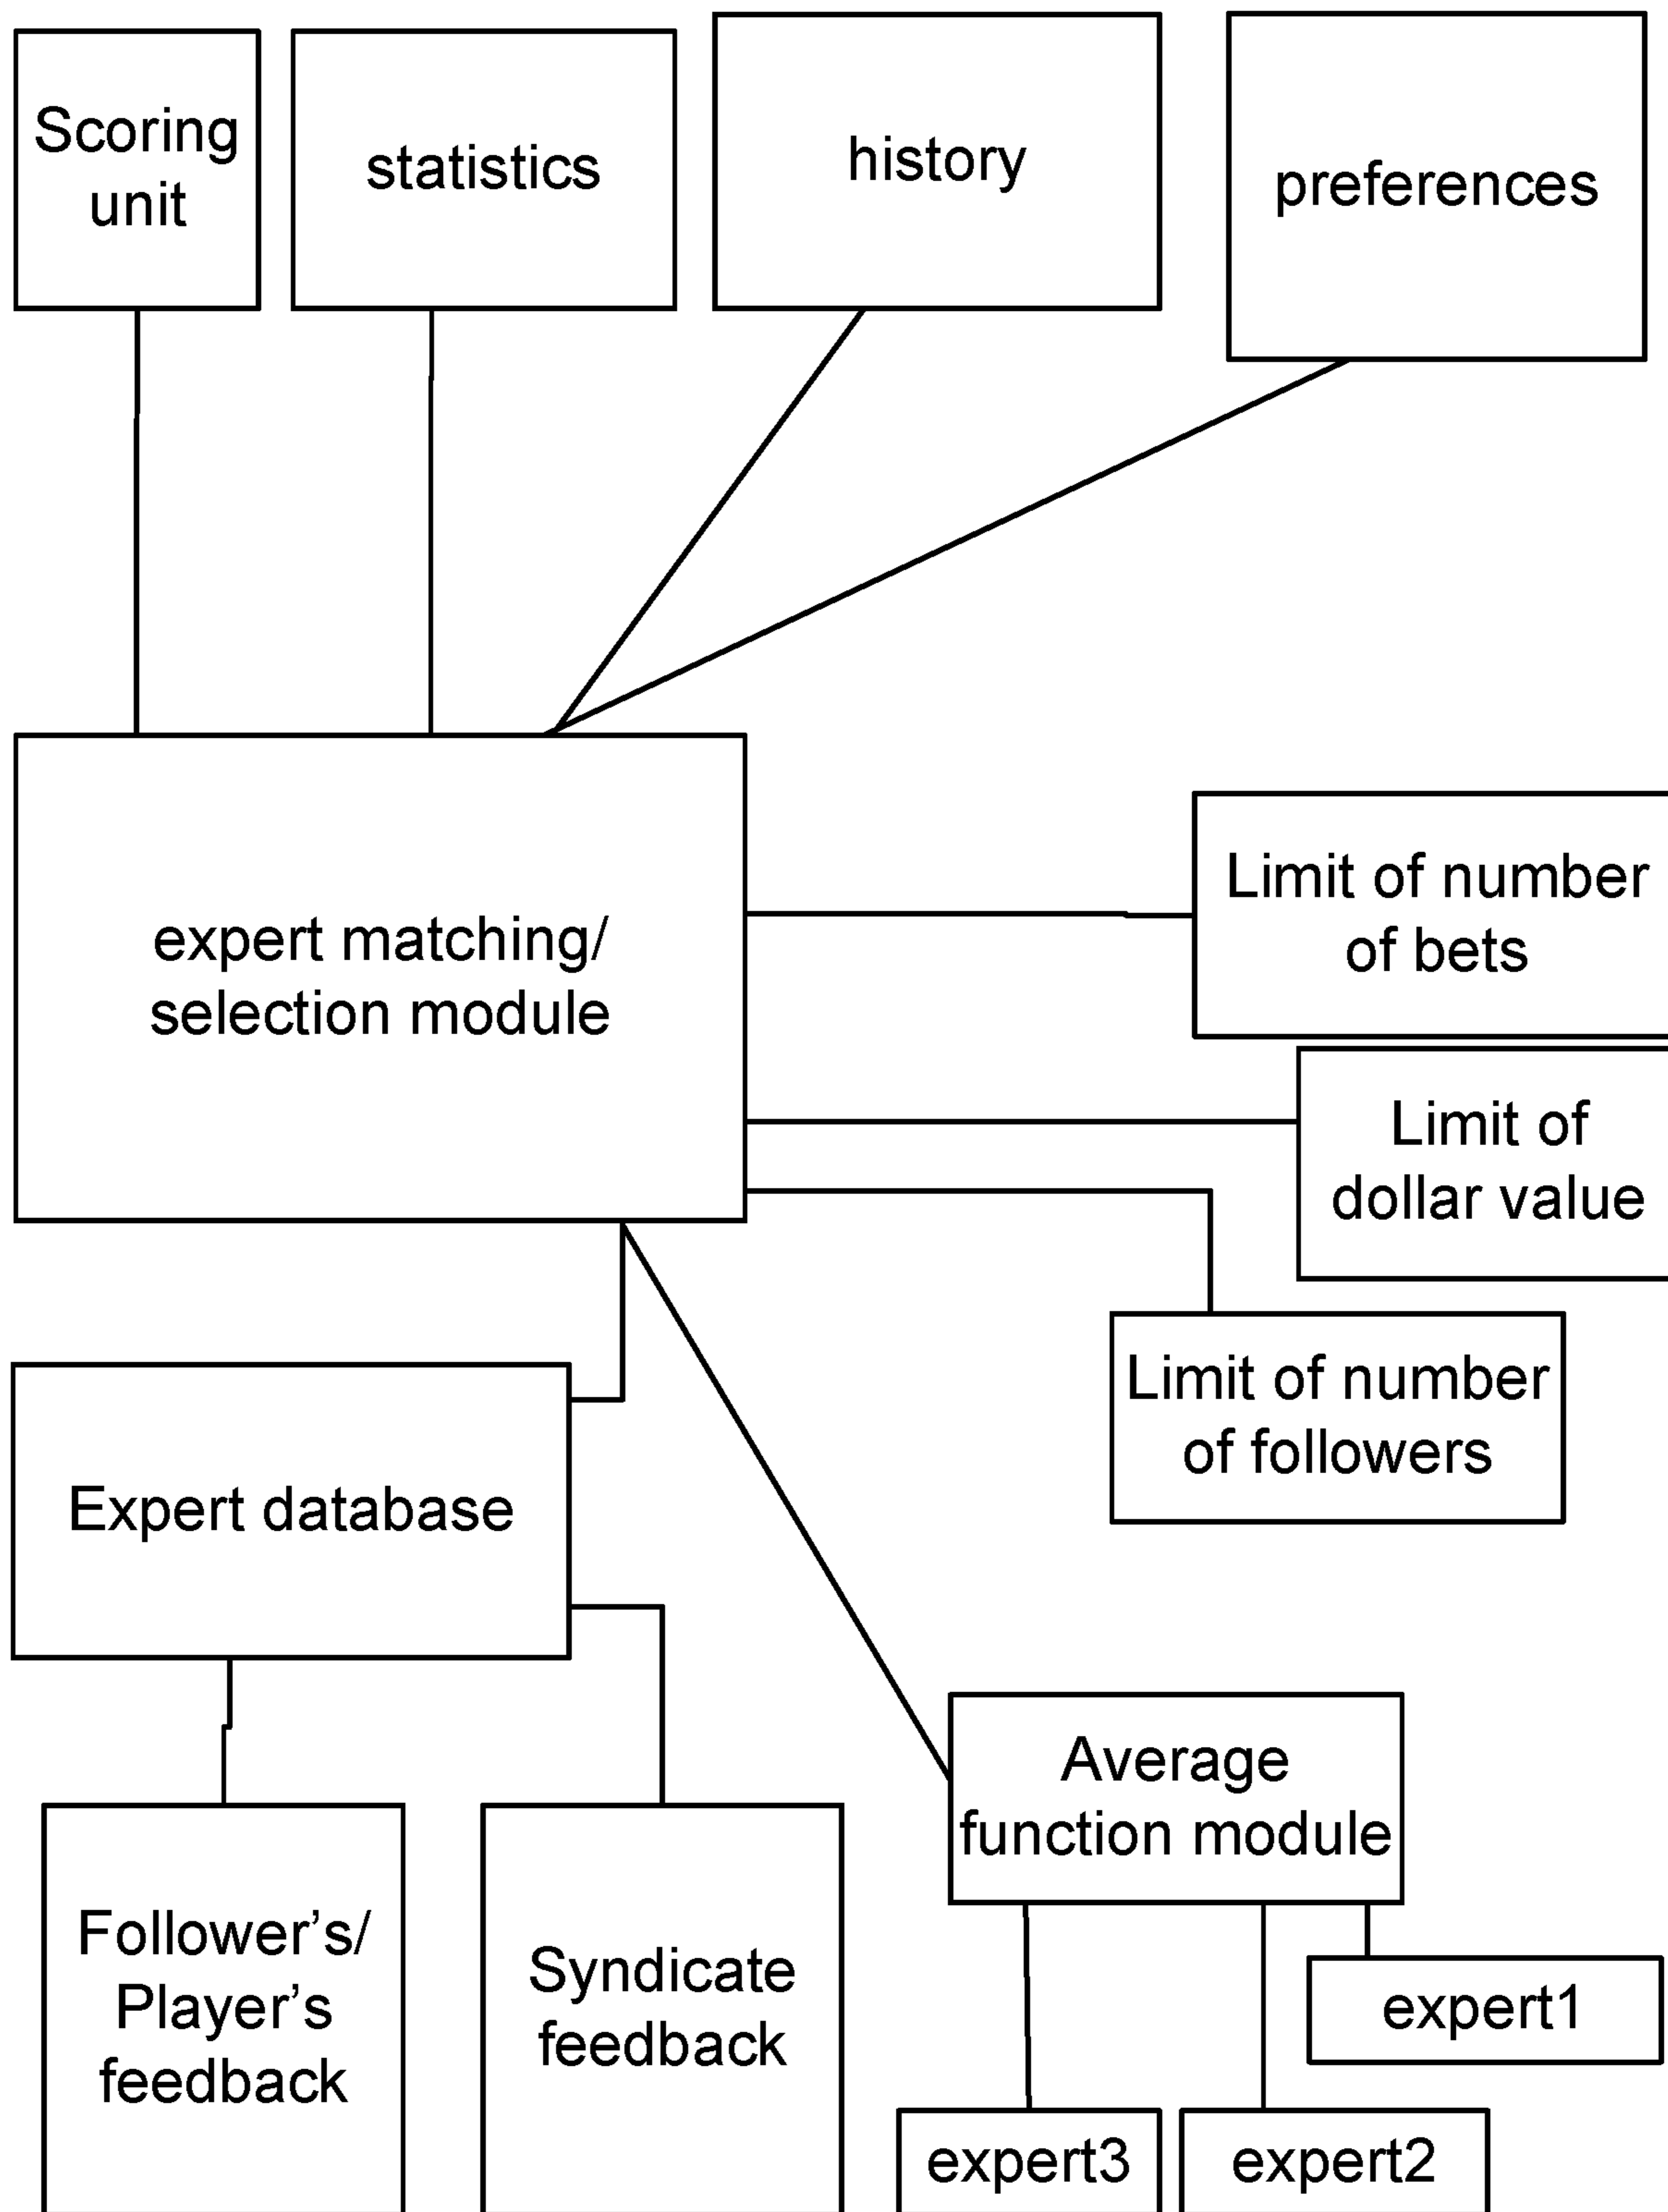 Scoring
unit
statistics
history
preferences
expert matching/
selection module
Limit of number
of bets
Limit of
dollar value
Limit of number
of followers
Expert database
Average
function module
Follower’s/
Player’s
feedback
Syndicate
feedback
expert1
expert3
expert2